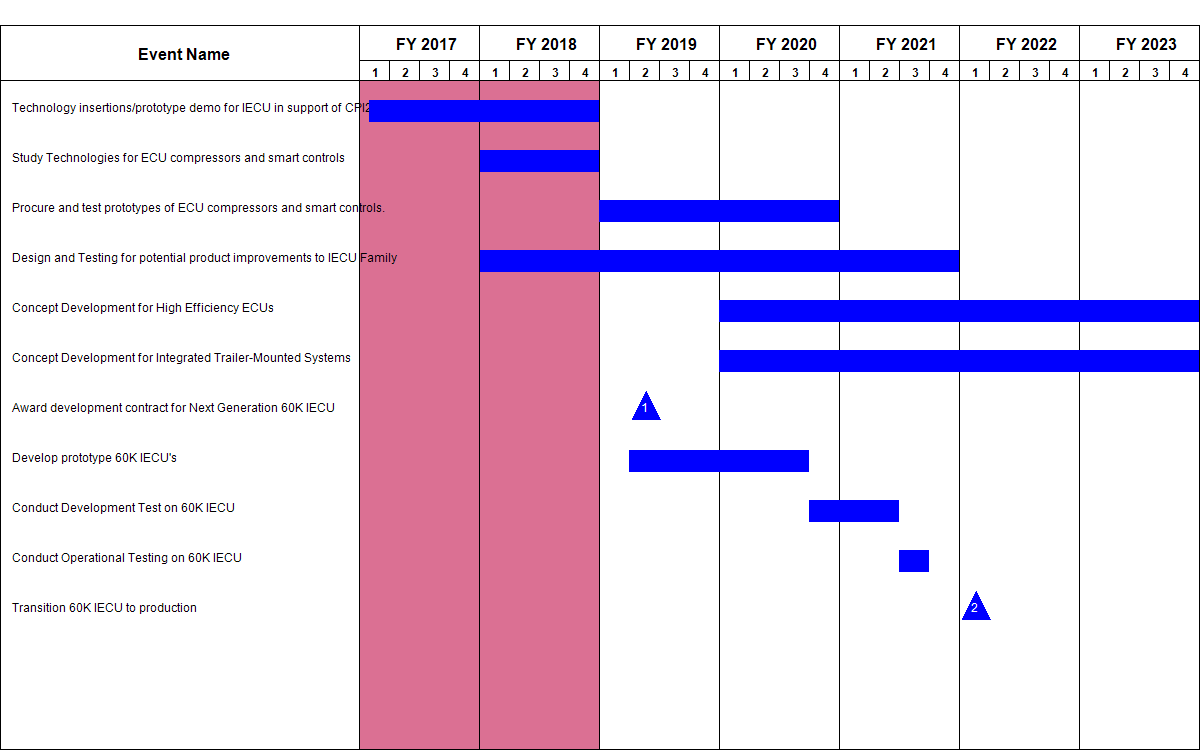 Event Name
FY 2017 FY 2018 FY 2019 FY 2020 FY 2021 FY 2022 FY 2023
1 2 3 4 1 2 3 4 1 2 3 4 1 2 3 4 1 2 3 4 1 2 3 4 1 2 3 4
Technology insertions/prototype demo for IECU in support of CPI2
Study Technologies for ECU compressors and smart controls
Procure and test prototypes of ECU compressors and smart controls.
Design and Testing for potential product improvements to IECU Family
Concept Development for High Efficiency ECUs
Concept Development for Integrated Trailer-Mounted Systems
Award development contract for Next Generation 60K IECU
1
Develop prototype 60K IECU's
Conduct Development Test on 60K IECU
Conduct Operational Testing on 60K IECU
Transition 60K IECU to production
2